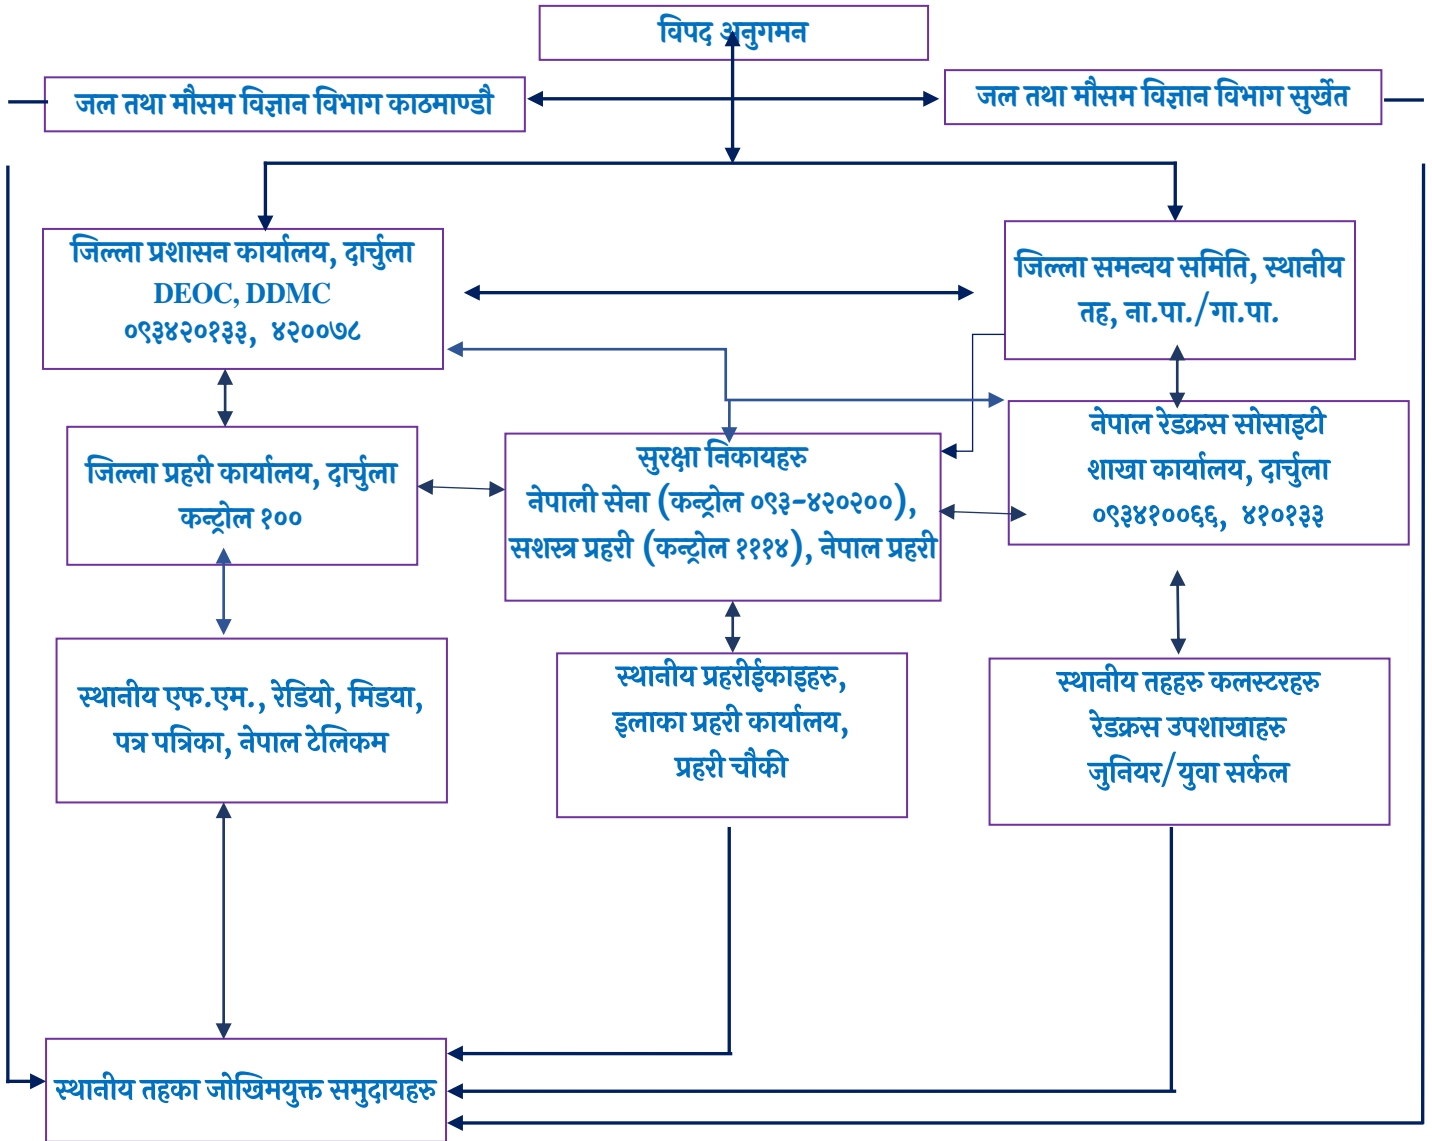 विपद अनुगमन
जल तथा मौसम विज्ञान विभाग काठमाण्डौ
जल तथा मौसम विज्ञान विभाग सुर्खेत
जिल्ला प्रशासन कार्यालय, दार्चुला
DEOC, DDMC
०९३४२०१३३, ४२००७८
जिल्ला समन्वय समिति, स्थानीय
तह, ना.पा./गा.पा.
जिल्ला प्रहरी कार्यालय, दार्चुला
कन्ट्रोल १००
सुरक्षा निकायहरु
नेपाली सेना (कन्ट्रोल ०९३-४२०२००),
सशस्त्र प्रहरी (कन्ट्रोल १११४), नेपाल प्रहरी
नेपाल रेडक्रस सोसाइटी
शाखा कार्यालय, दार्चुला
०९३४१००६६, ४१०१३३
स्थानीय एफ.एम., रेडियो, मिडया,
पत्र पत्रिका, नेपाल टेलिकम
स्थानीय प्रहरीईकाइहरु,
इलाका प्रहरी कार्यालय,
प्रहरी चौकी
स्थानीय तहहरु कलस्टरहरु
रेडक्रस उपशाखाहरु
जुनियर/युवा सर्कल
स्थानीय तहका जोखिमयुक्त समुदायहरु